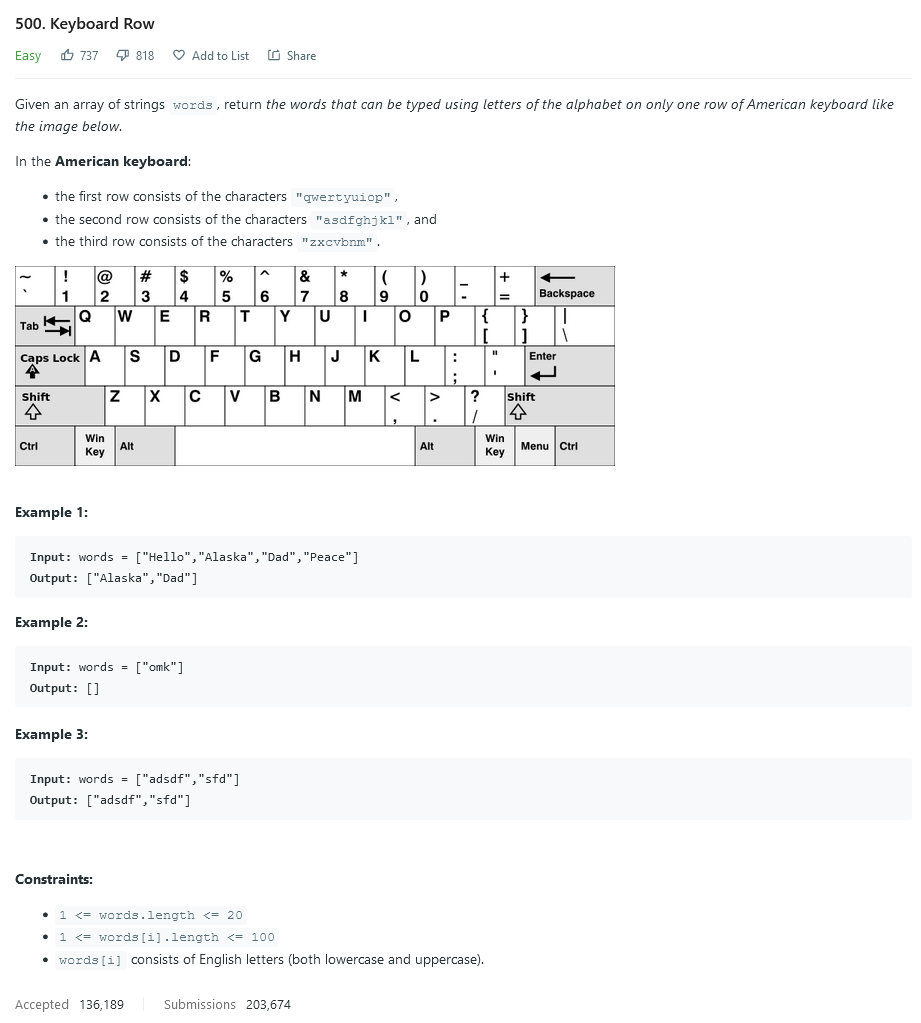 500. Keyboard Row
Easy 737 818 Add to List Share
Given an array of strings words, return the words that can be typed using letters of the alphabet on only one row of American keyboard like
the image below.
In the American keyboard:
• the first row consists of the characters "qwertyuiop",
• the second row consists of the characters "asdfghjkl", and
• the third row consists of the characters "zxcvbnm".
~ ! @ # $ % ^ & * ( ) _ +
` 1 2 3 4 5 6 7 8 9 0 - = Backspace
Tab Q W E R T Y U I O P { } |
[ ] \
Caps Lock A S D F G H J K L : " Enter
; '
Shift Z X C V B N M < > ? Shift
, . /
Ctrl Win Key Alt Alt Win Key Menu Ctrl
Example 1:
Input: words = ["Hello","Alaska","Dad","Peace"]
Output: ["Alaska","Dad"]
Example 2:
Input: words = ["omk"]
Output: []
Example 3:
Input: words = ["adsdf","sfd"]
Output: ["adsdf","sfd"]
Constraints:
• 1 <= words.length <= 20
• 1 <= words[i].length <= 100
• words[i] consists of English letters (both lowercase and uppercase).
Accepted 136,189 Submissions 203,674